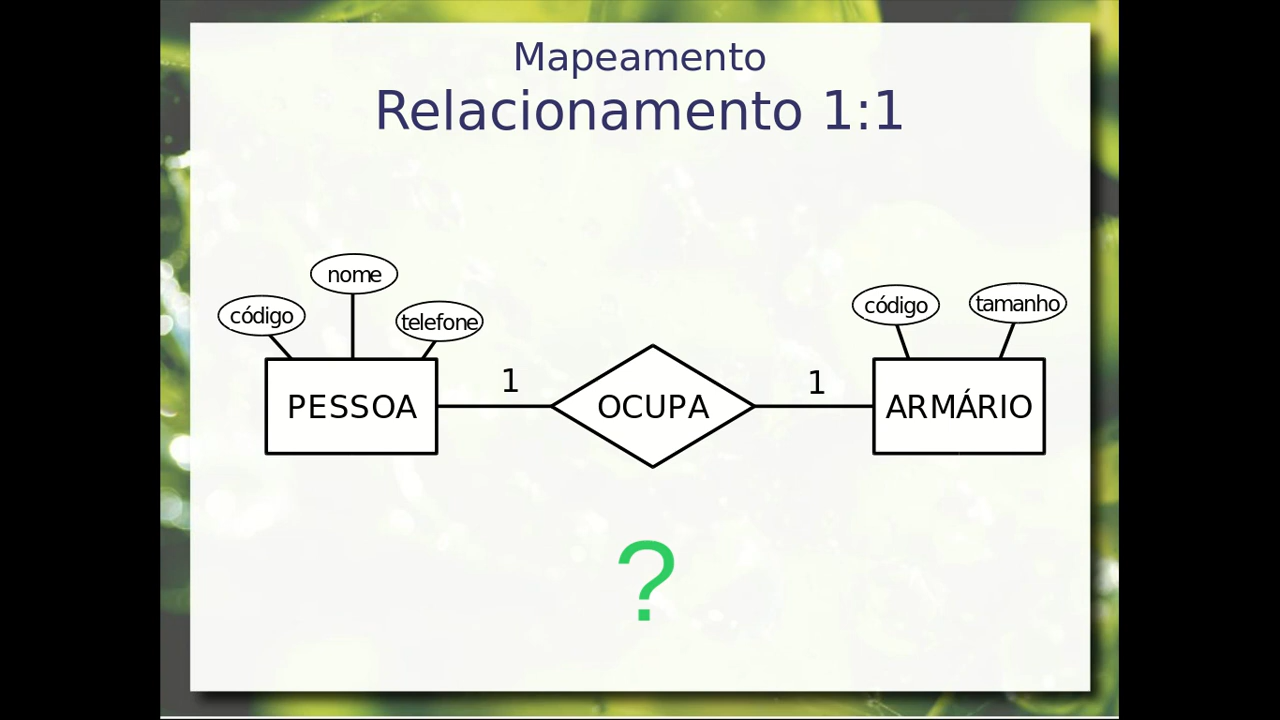 Mapeamento
Relacionamento 1:1
nome
código
telefone
código
tamanho
PESSOA
1
OCUPA
1
ARMÁRIO
?